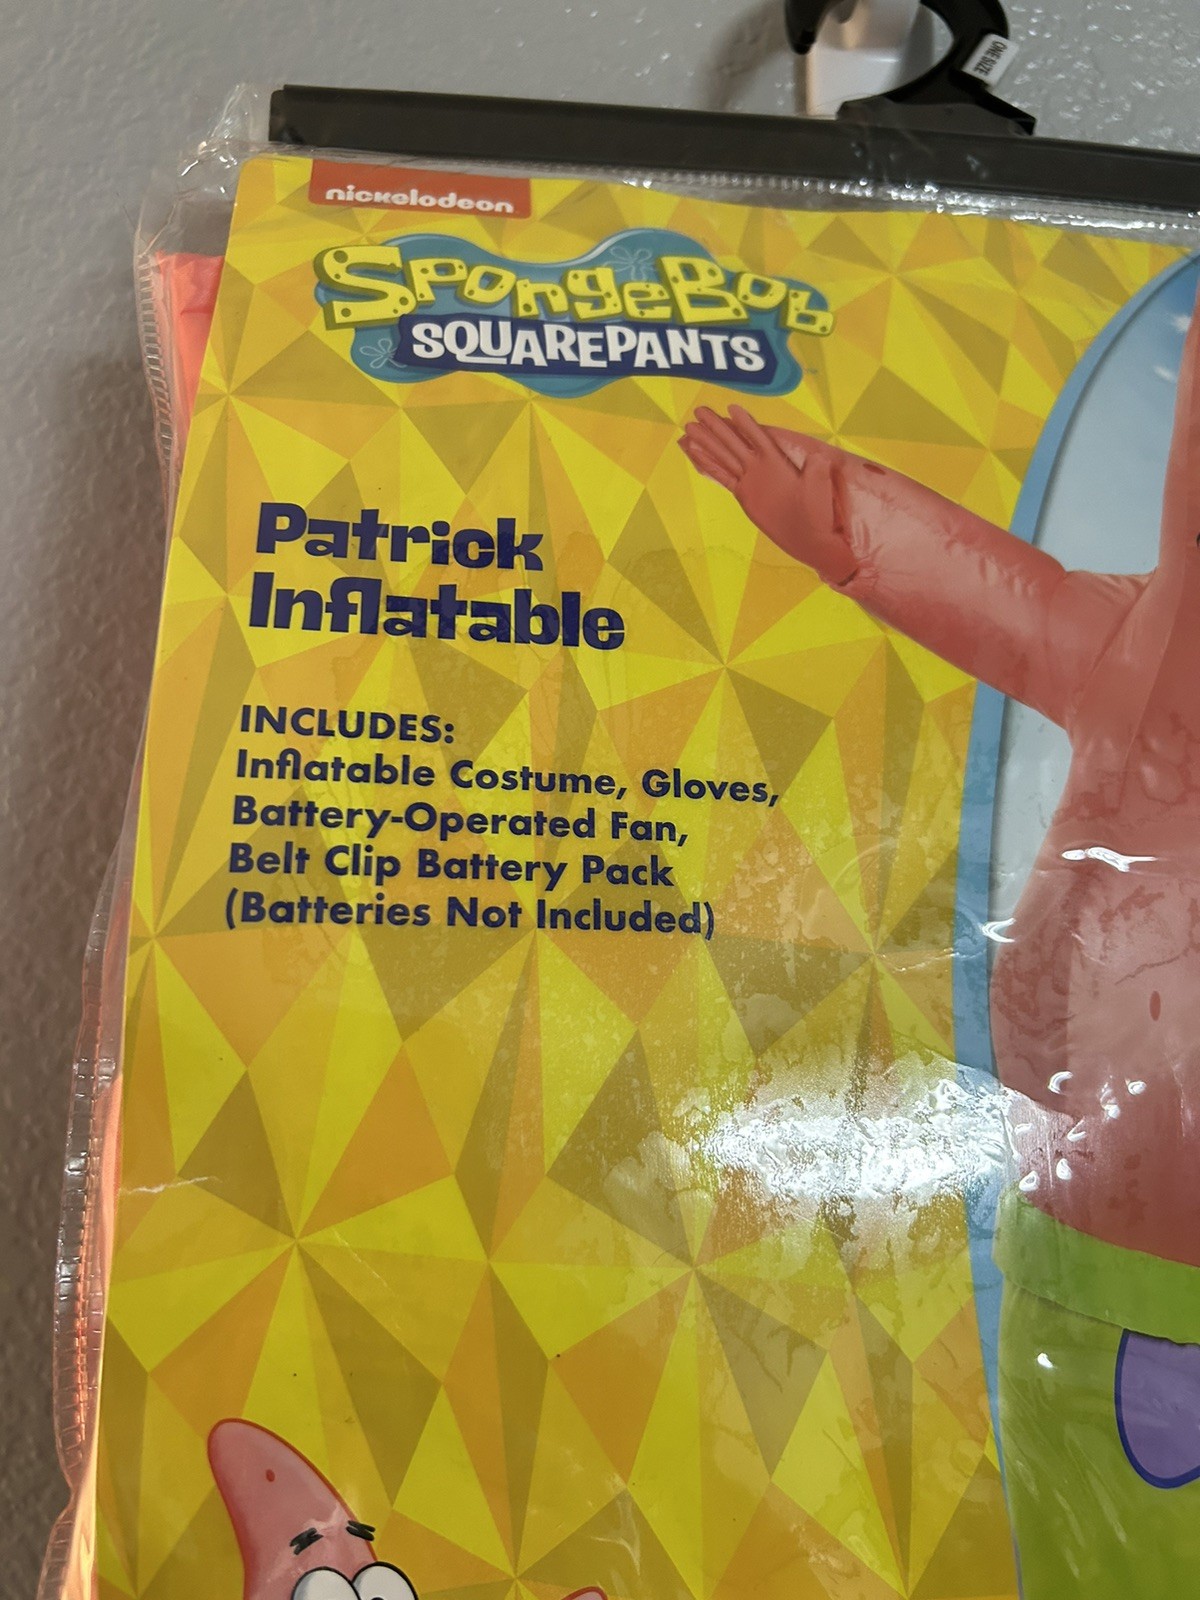 ONE SIZE
nickelodeon
SpongeBob
SQUAREPANTS
Patrick
Inflatable
INCLUDES:
Inflatable Costume, Gloves,
Battery-Operated Fan,
Belt Clip Battery Pack
(Batteries Not Included)